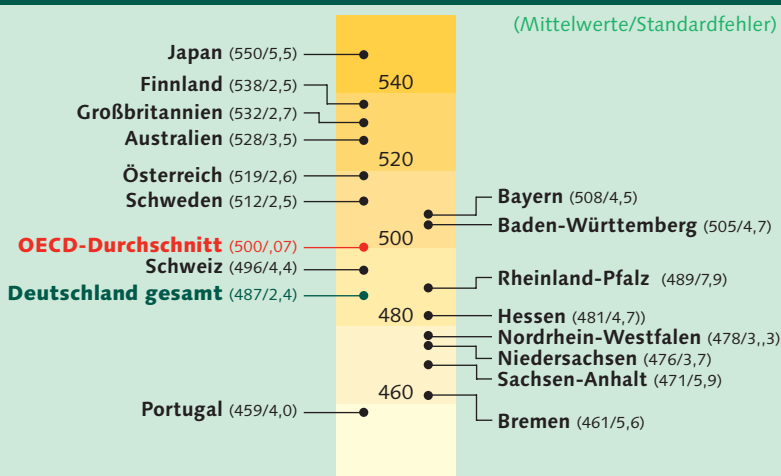 (Mittelwerte/Standardfehler)
Japan (550/5,5)
Finnland (538/2,5)
Großbritannien (532/2,7)
Australien (528/3,5)
Österreich (519/2,6)
Schweden (512/2,5)
OECD-Durchschnitt (500/,07)
Schweiz (496/4,4)
Deutschland gesamt (487/2,4)
Portugal (459/4,0)
540
520
500
480
460
Bayern (508/4,5)
Baden-Württemberg (505/4,7)
Rheinland-Pfalz (489/7,9)
Hessen (481/4,7))
Nordrhein-Westfalen (478/3,,3)
Niedersachsen (476/3,7)
Sachsen-Anhalt (471/5,9)
Bremen (461/5,6)